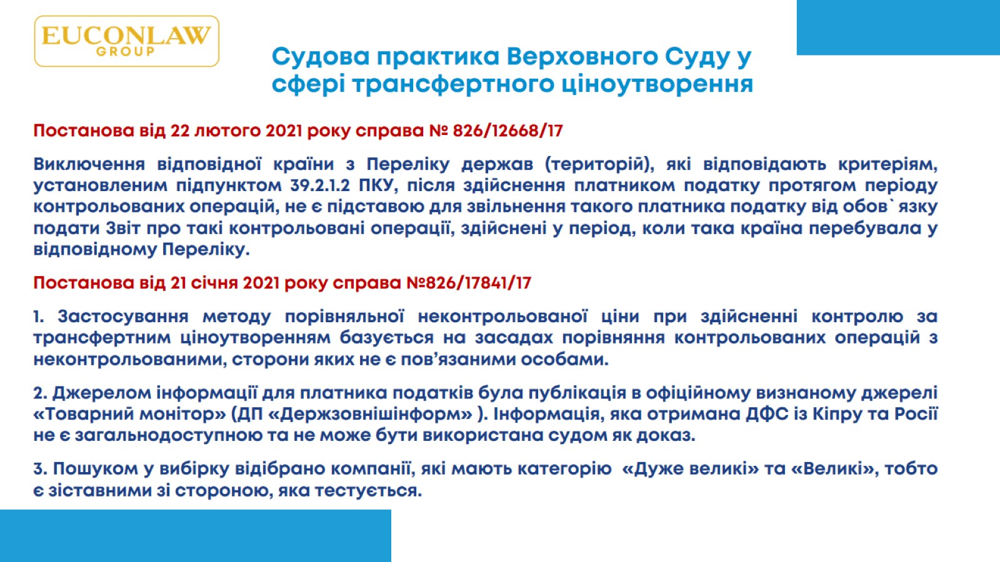 EUCONLAW
GROUP
Судова практика Верховного Суду у
сфері трансфертного ціноутворення
Постанова від 22 лютого 2021 року справа № 826/12668/17
Виключення відповідної країни з Переліку держав (територій), які відповідають критеріям,
установленим підпунктом 39.2.1.2 ПКУ, після здійснення платником податку протягом періоду
контрольованих операцій, не є підставою для звільнення такого платника податку від обов`язку
подати Звіт про такі контрольовані операції, здійснені у період, коли така країна перебувала у
відповідному Переліку.
Постанова від 21 січня 2021 року справа №826/17841/17
1. Застосування методу порівняльної неконтрольованої ціни при здійсненні контролю за
трансфертним ціноутворенням базується на засадах порівняння контрольованих операцій з
неконтрольованими, сторони яких не є пов’язаними особами.
2. Джерелом інформації для платника податків була публікація в офіційному визнаному джерелі
«Товарний монітор» (ДП «Держзовнішінформ» ). Інформація, яка отримана ДФС із Кіпру та Росії
не є загальнодоступною та не може бути використана судом як доказ.
3. Пошуком у вибірку відібрано компанії, які мають категорію «Дуже великі» та «Великі», тобто
є зіставними зі стороною, яка тестується.